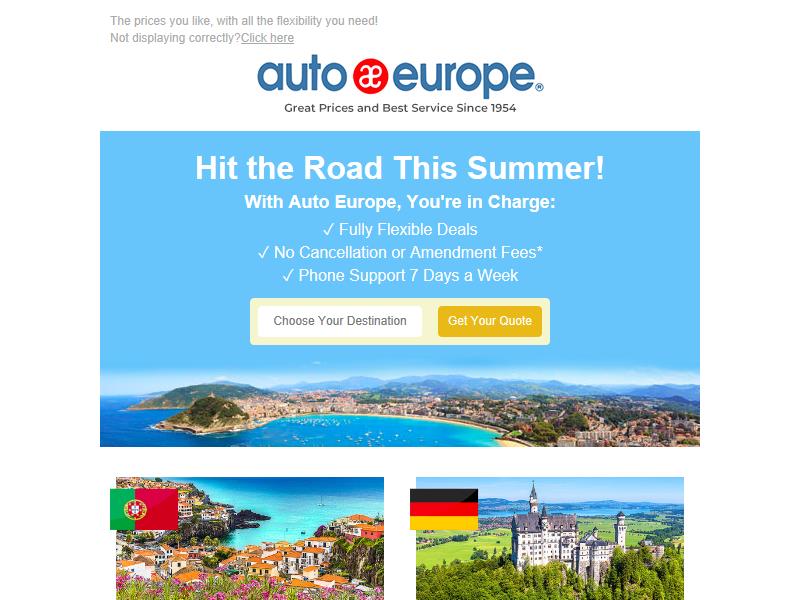 The prices you like, with all the flexibility you need!
Not displaying correctly?Click here
auto æ europe®
Great Prices and Best Service Since 1954
Hit the Road This Summer!
With Auto Europe, You're in Charge:
✓ Fully Flexible Deals
✓ No Cancellation or Amendment Fees*
✓ Phone Support 7 Days a Week
Choose Your Destination Get Your Quote